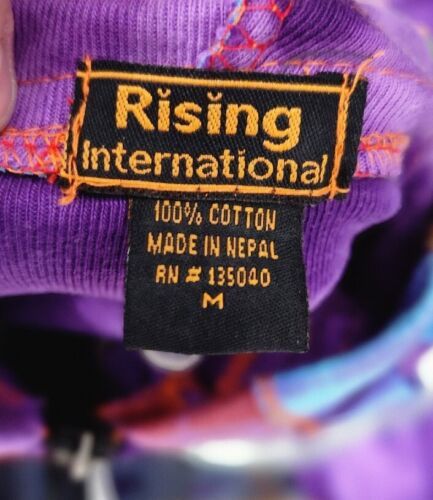 Rising
International
100% COTTON
MADE IN NEPAL
RN # 135040
M